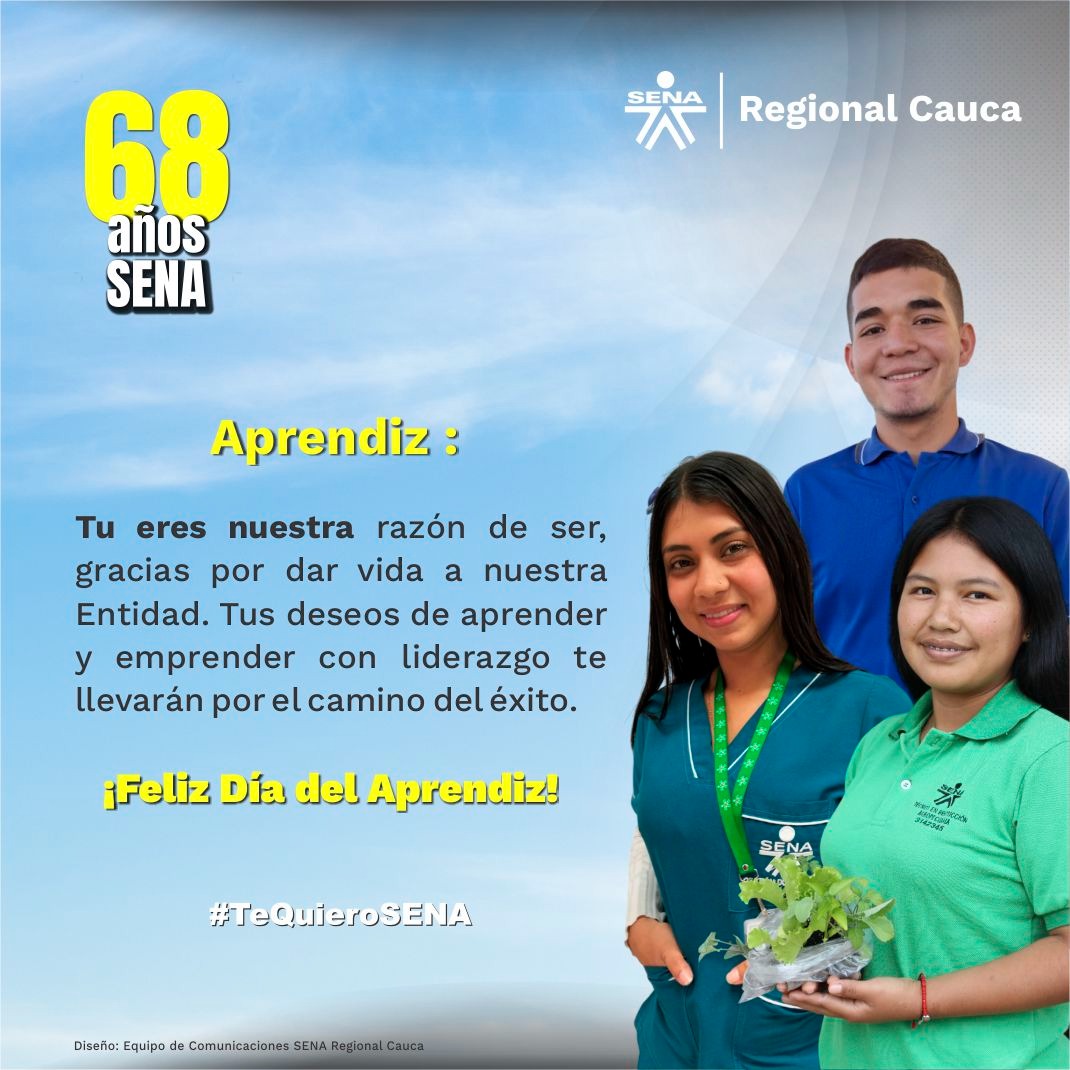 68
años
SENA
SENA
Regional Cauca
Aprendiz :
Tu eres nuestra razón de ser,
gracias por dar vida a nuestra
Entidad. Tus deseos de aprender
y emprender con liderazgo te
llevarán por el camino del éxito.
¡Feliz Día del Aprendiz!
#TeQuieroSENA
SENA
SENA
3142345
Diseño: Equipo de Comunicaciones SENA Regional Cauca